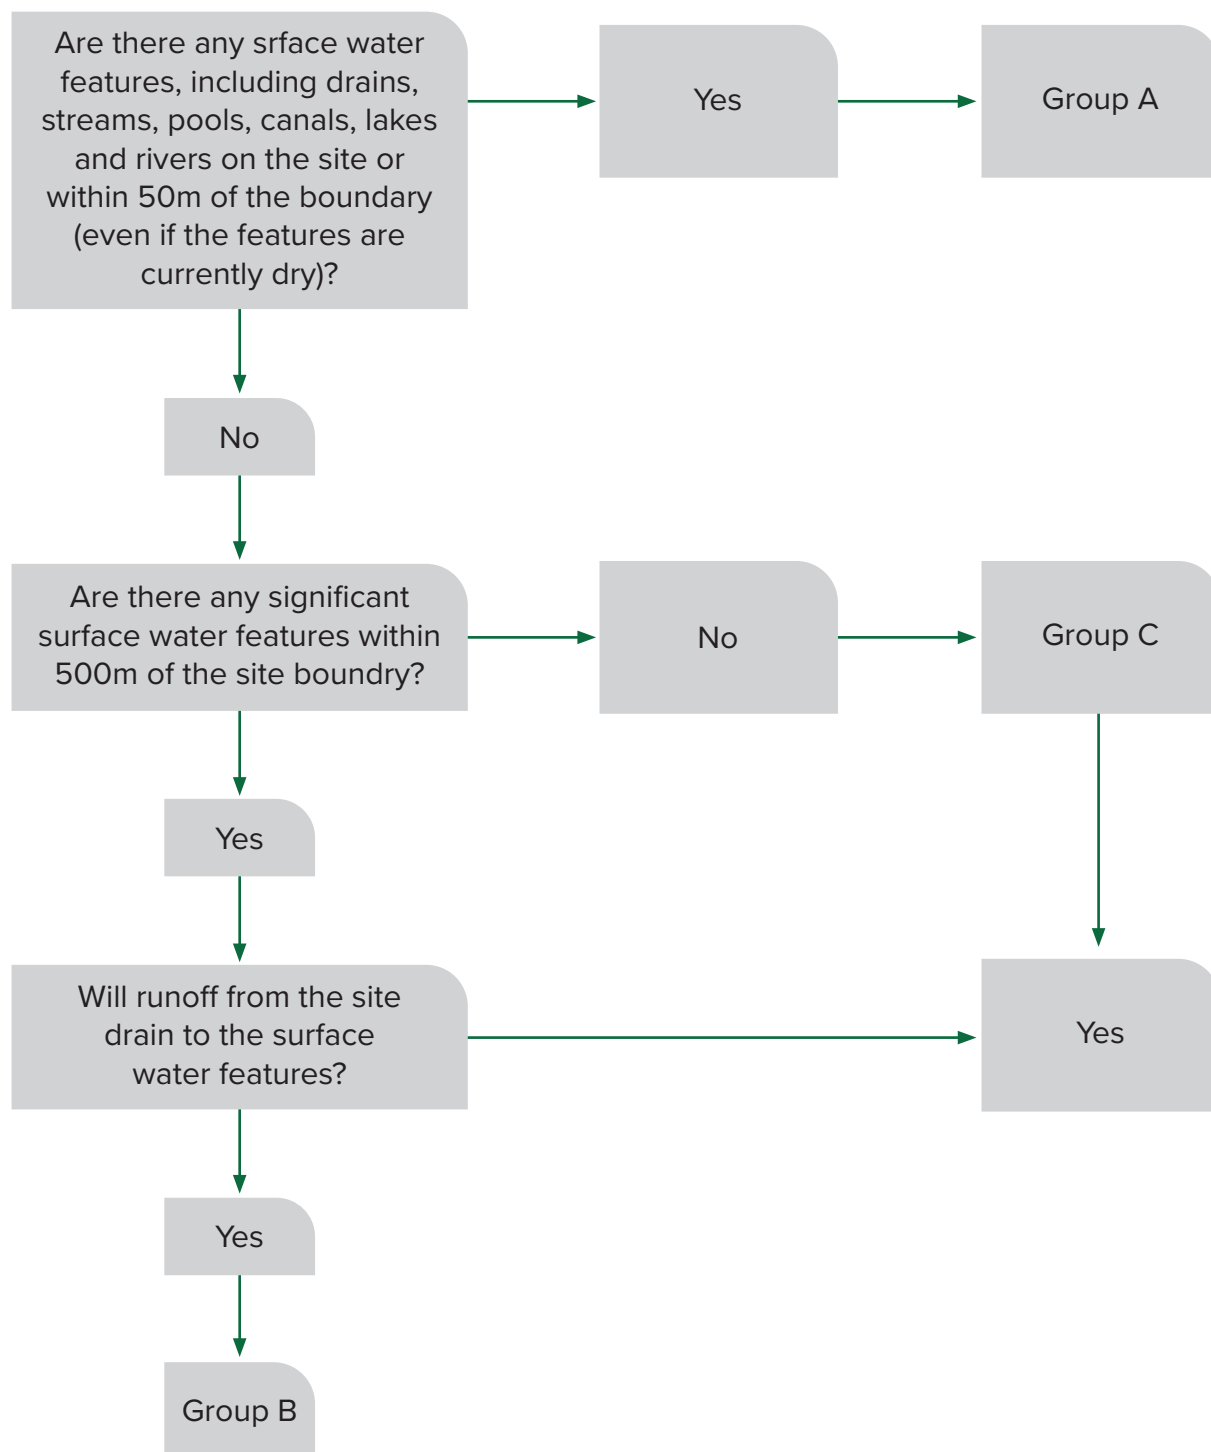 Are there any srface water
features, including drains,
streams, pools, canals, lakes
and rivers on the site or
within 50m of the boundary
(even if the features are
currently dry)?
Yes
Group A
No
Are there any significant
surface water features within
500m of the site boundry?
No
Group C
Yes
Will runoff from the site
drain to the surface
water features?
Yes
Yes
Group B